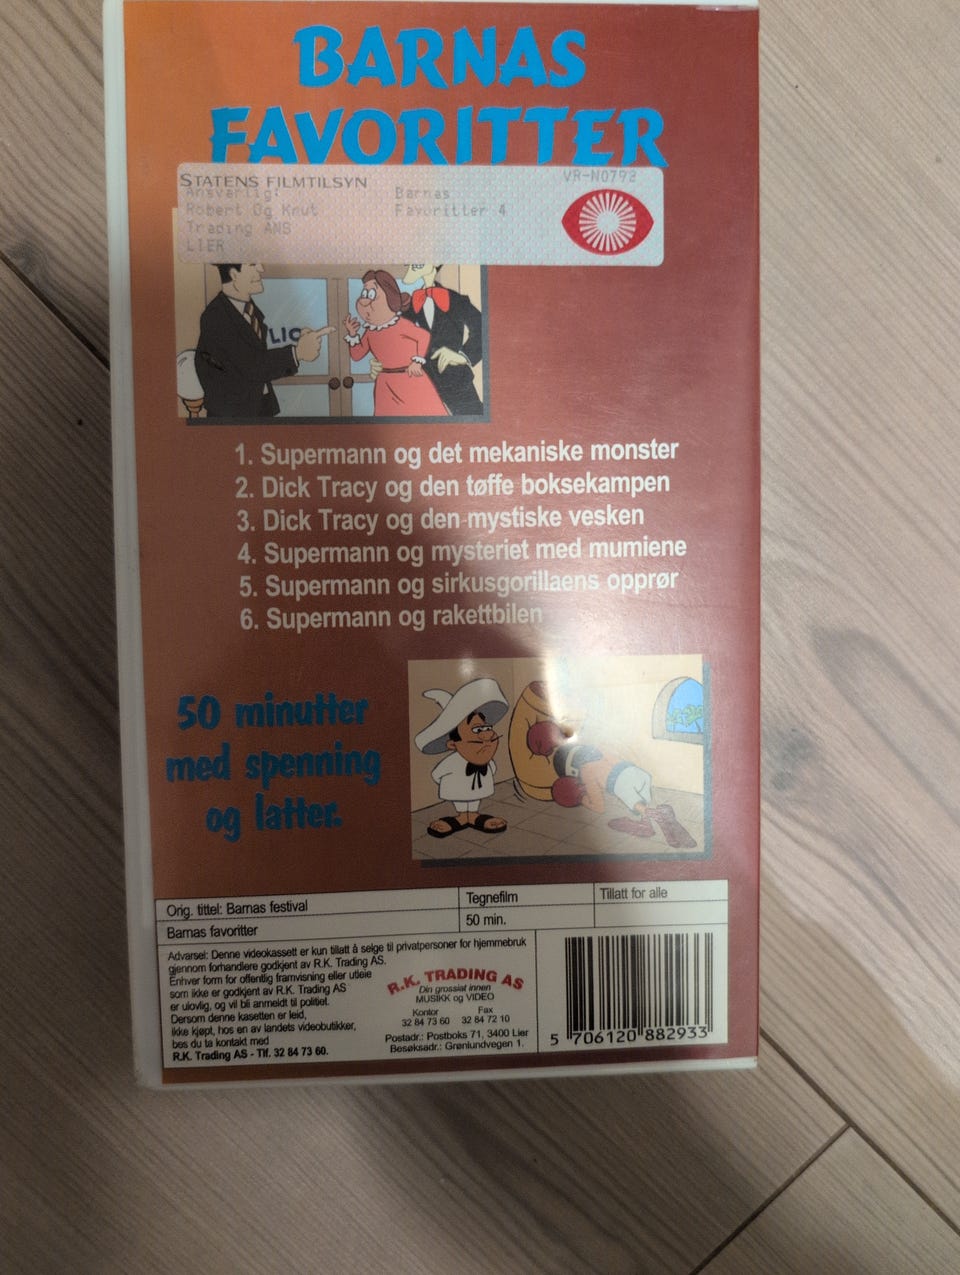 BARNAS
FAVORITTER
STATENS FILMTILSYN
VR-N0792
Ansvarlig:
Barnas
Robert Og Knut
Favoritter 4
Trading ANS
LIER
LIC
1. Supermann og det mekaniske monster
2. Dick Tracy og den tøffe boksekampen
3. Dick Tracy og den mystiske vesken
4. Supermann og mysteriet med mumiene
5. Supermann og sirkusgorillaens opprør
6. Supermann og rakettbilen
50 minutter
med spenning
og latter.
Orig. tittel: Barnas festival
Tegnefilm
Tillatt for alle
Barnas favoritter
50 min.
Advarsel: Denne videokassett er kun tillatt å selge til privatpersoner for hjemmebruk
gjennom forhandlere godkjent av R.K. Trading AS.
Enhver form for offentlig framvisning eller utleie
som ikke er godkjent av R.K. Trading AS
er ulovlig, og vil bli anmeldt til politiet.
Dersom denne kasetten er leid,
ikke kjøpt, hos en av landets videobutikker,
bes du ta kontakt med
R.K. Trading AS - Tlf. 32 84 73 60.
R.K. TRADING AS
Din grossist innen
MUSIKK og VIDEO
Kontor Fax
32 84 73 60 32 84 72 10
Postadr.: Postboks 71, 3400 Lier
Besøksadr.: Grønlundvegen 1.
5 706120 882933